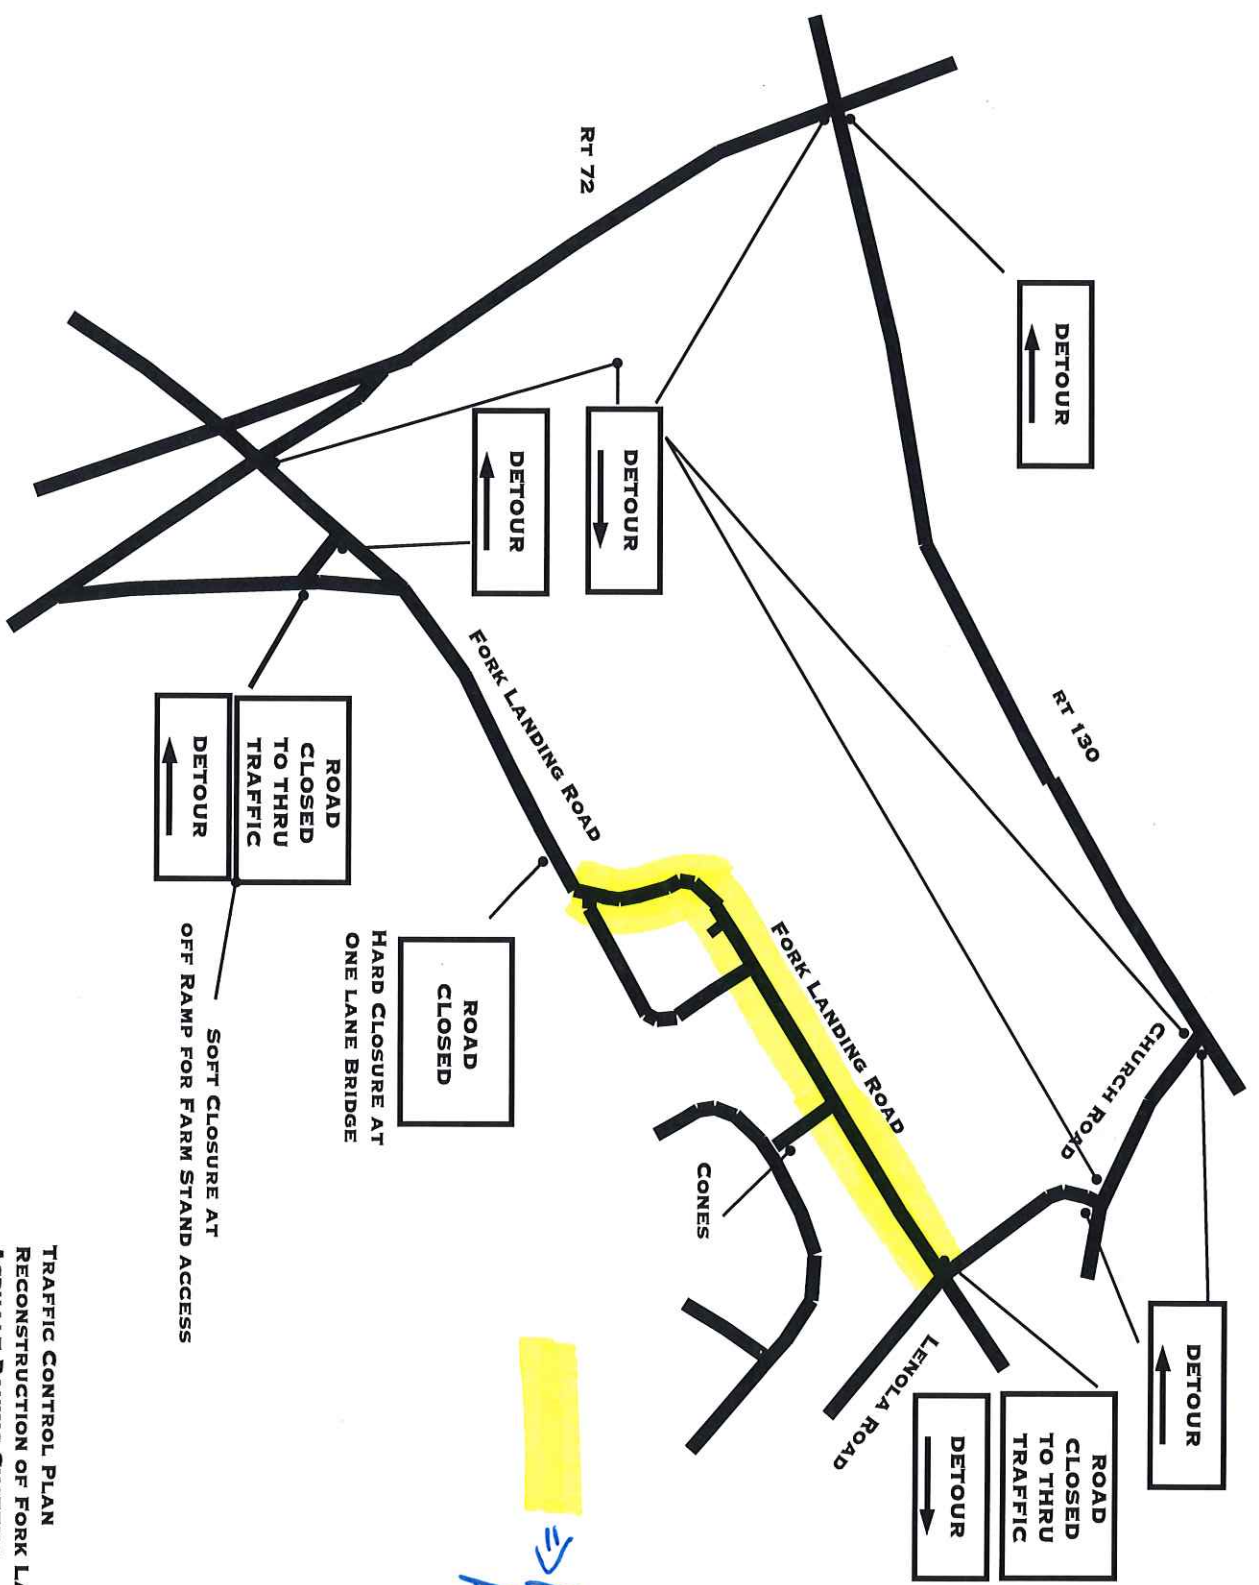 DETOUR
RT 72
DETOUR
DETOUR
RT 130
FORK LANDING ROAD
ROAD
CLOSED
TO THRU
TRAFFIC
DETOUR
FORK LANDING ROAD
CHURCH ROAD
ROAD
CLOSED
HARD CLOSURE AT
ONE LANE BRIDGE
SOFT CLOSURE AT
OFF RAMP FOR FARM STAND ACCESS
CONES
DETOUR
LENOLA ROAD
ROAD
CLOSED
TO THRU
TRAFFIC
DETOUR
TRAFFIC CONTROL PLAN
RECONSTRUCTION OF FORK LA